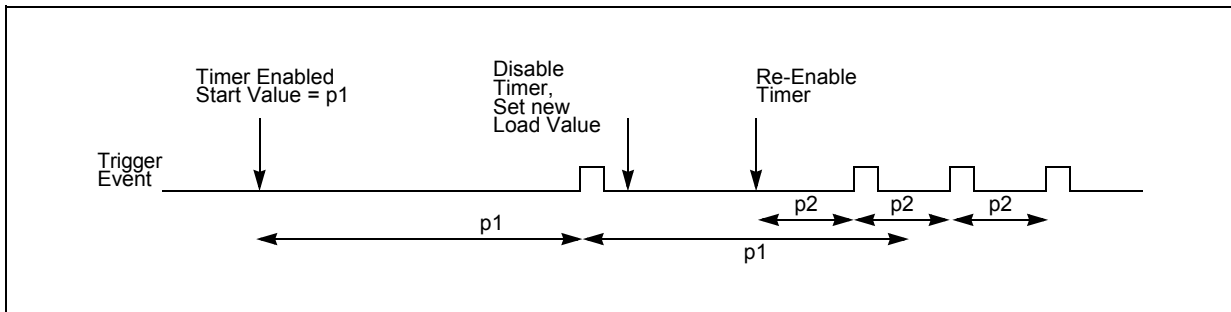 Timer Enabled
Start Value = p1
Disable
Timer,
Set new
Load Value
Re-Enable
Timer
Trigger
Event
p2
p2
p2
p1
p1